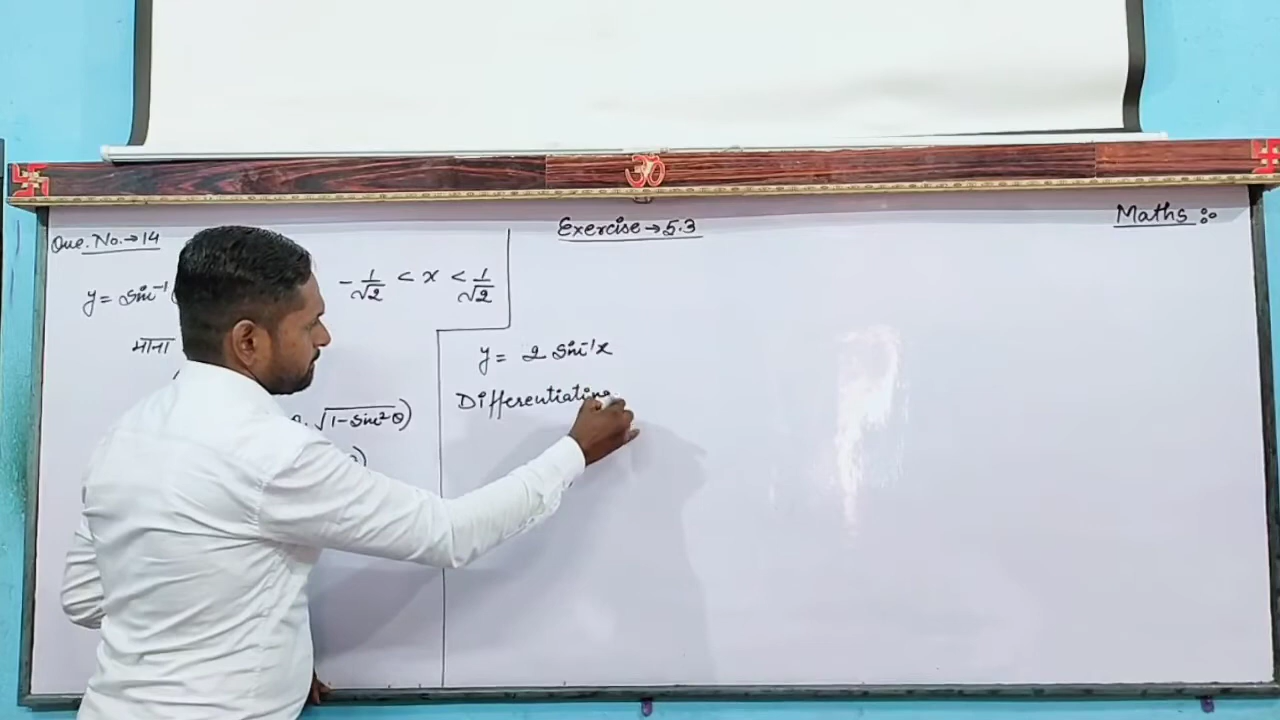 Maths :
Exercise → 5.3
Que. No. → 14
y = Sin⁻¹
- 1/√2 < x < 1/√2
माना
√(1-Sin²θ))
y = 2 Sin⁻¹x
Differentiating
ॐ